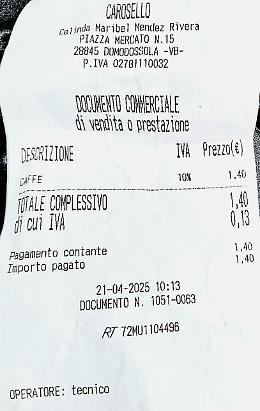 CAROSELLO
Celinda Maribel Mendez Rivera
PIAZZA MERCATO N.15
28845 DOMODOSSOLA -VB-
P.IVA 02781110032
DOCUMENTO COMMERCIALE
di vendita o prestazione
DESCRIZIONE IVA Prezzo(€)
CAFFE 10% 1,40
TOTALE COMPLESSIVO 1,40
di cui IVA 0,13
Pagamento contante 1,40
Importo pagato 1,40
21-04-2025 10:13
DOCUMENTO N. 1051-0063
RT 72MU1104496
OPERATORE: tecnico